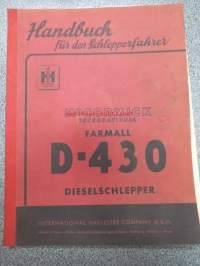 Handbuch
für den Schlepperfahrer
McCORMICK
INTERNATIONAL
FARMALL
D-430
DIESELSCHLEPPER
INTERNATIONAL HARVESTER COMPANY M.B.H.